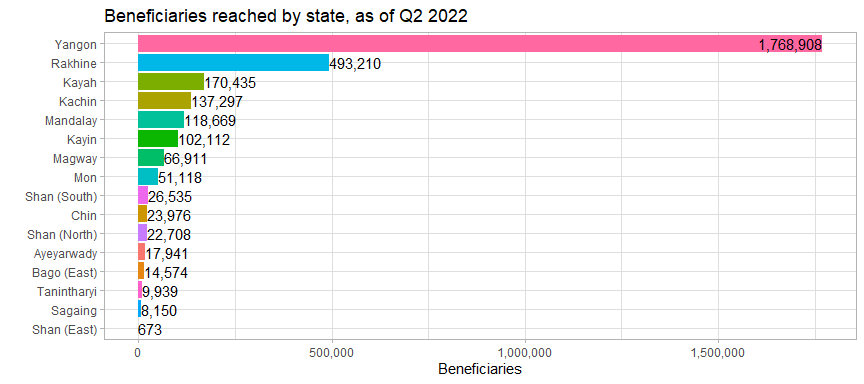 Beneficiaries reached by state, as of Q2 2022
Yangon 1,768,908
Rakhine 493,210
Kayah 170,435
Kachin 137,297
Mandalay 118,669
Kayin 102,112
Magway 66,911
Mon 51,118
Shan (South) 26,535
Chin 23,976
Shan (North) 22,708
Ayeyarwady 17,941
Bago (East) 14,574
Tanintharyi 9,939
Sagaing 8,150
Shan (East) 673
0 500,000 1,000,000 1,500,000
Beneficiaries